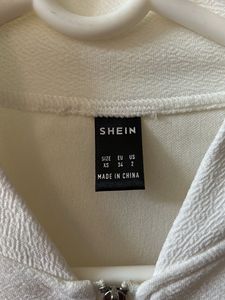 SHEIN
SIZE EU US
XS 34 2
MADE IN CHINA